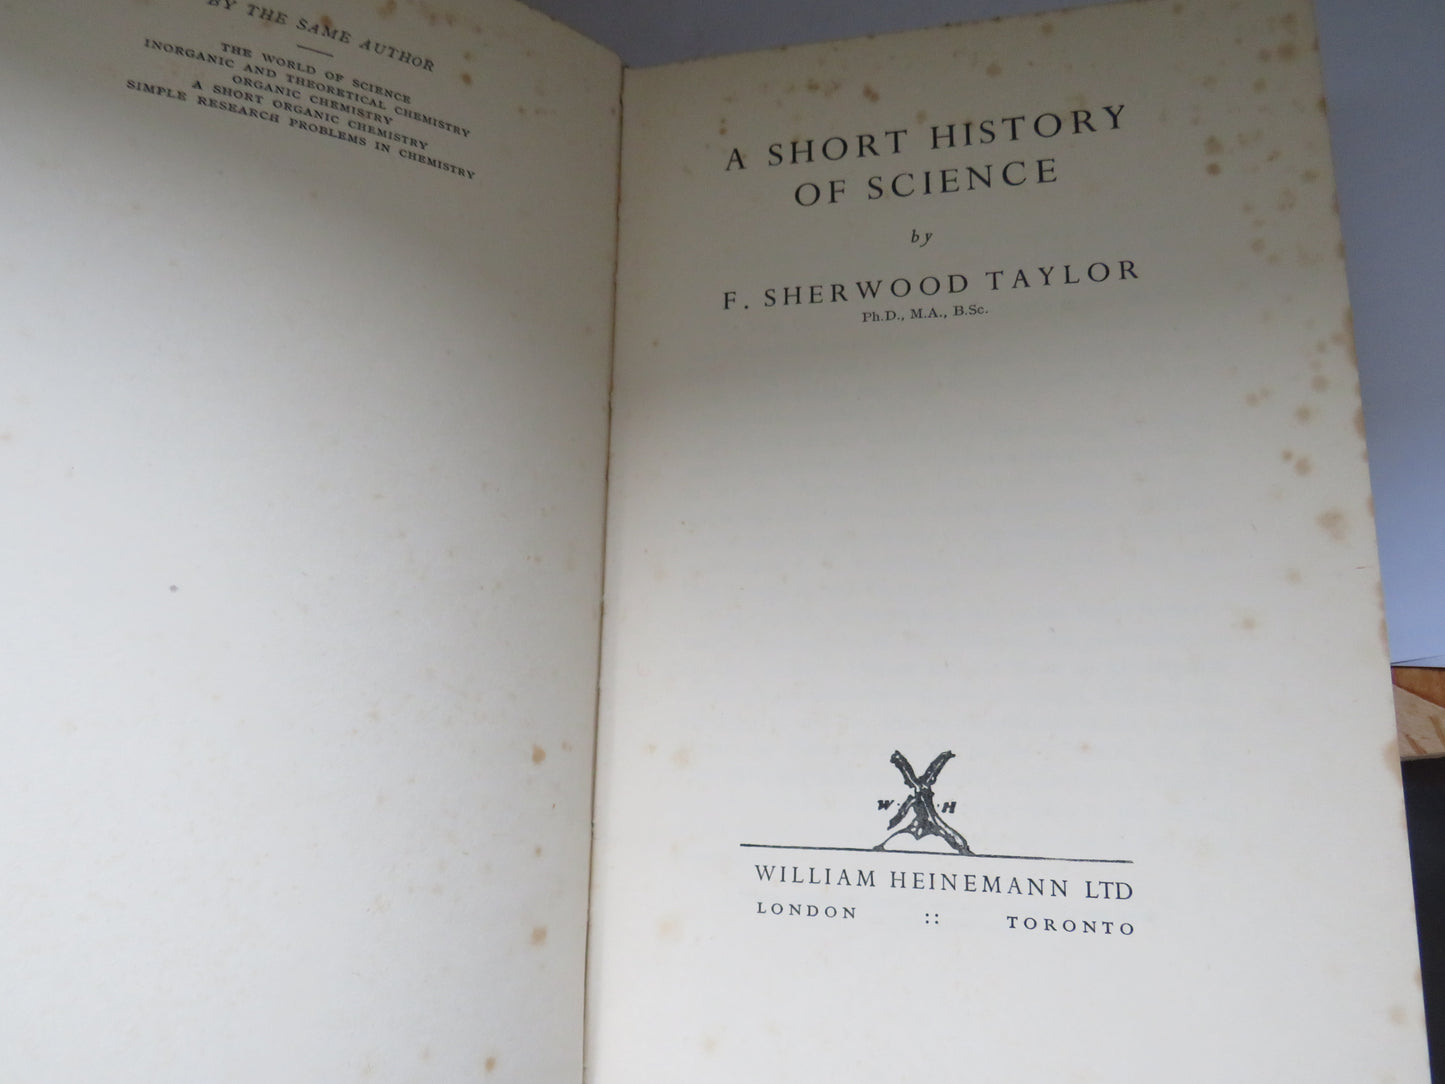 BY THE SAME AUTHOR
THE WORLD OF SCIENCE
INORGANIC AND THEORETICAL CHEMISTRY
ORGANIC CHEMISTRY
A SHORT ORGANIC CHEMISTRY
SIMPLE RESEARCH PROBLEMS IN CHEMISTRY
A SHORT HISTORY
OF SCIENCE
by
F. SHERWOOD TAYLOR
Ph.D., M.A., B.Sc.
W · H
WILLIAM HEINEMANN LTD
LONDON :: TORONTO